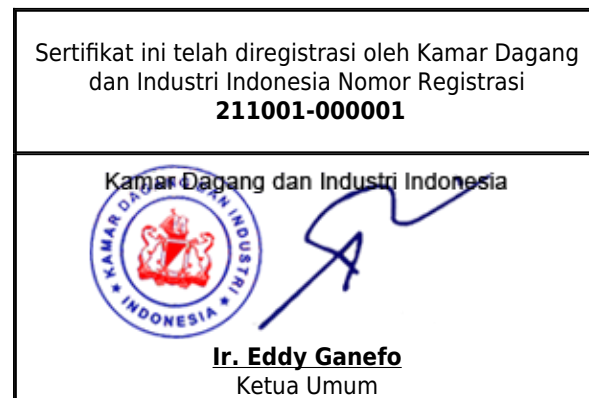 Sertifikat ini telah diregistrasi oleh Kamar Dagang
dan Industri Indonesia Nomor Registrasi
211001-000001
Kamar Dagang dan Industri Indonesia
KAMAR DAGANG DAN INDUSTRI
INDONESIA
Ir. Eddy Ganefo
Ketua Umum